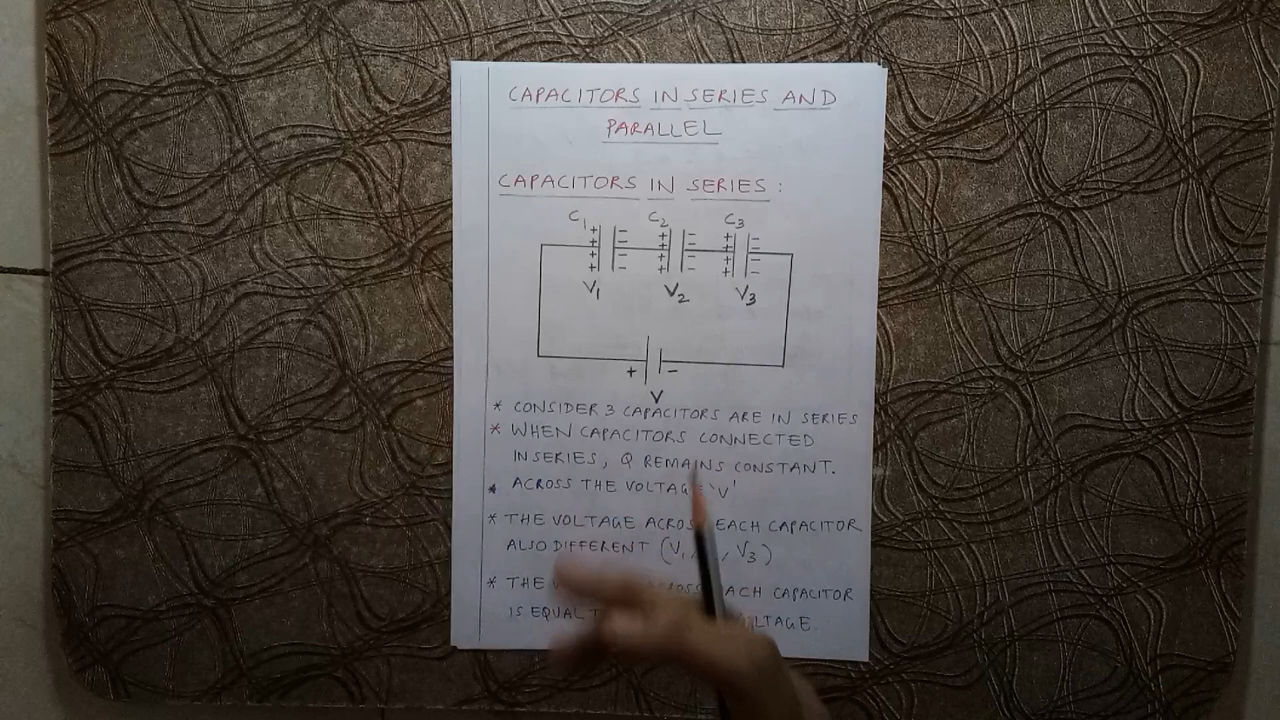 CAPACITORS IN SERIES AND
PARALLEL
CAPACITORS IN SERIES :
C1 C2 C3
V1 V2 V3
+ -
V
* CONSIDER 3 CAPACITORS ARE IN SERIES
* WHEN CAPACITORS CONNECTED
IN SERIES, Q REMAINS CONSTANT.
* ACROSS THE VOLTAGE 'V'
* THE VOLTAGE ACROSS EACH CAPACITOR
ALSO DIFFERENT (V1, , V3)
* THE EACH CAPACITOR
IS EQUAL